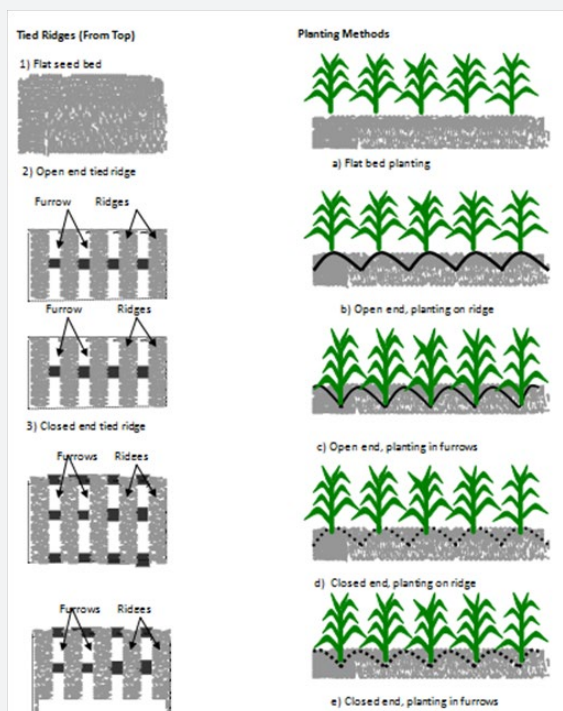 Tied Ridges (From Top)
1) Flat seed bed
2) Open end tied ridge
Furrow Ridges
Furrow Ridges
3) Closed end tied ridge
Furrows Ridees
Furrows Ridees
Planting Methods
a) Flat bed planting
b) Open end, planting on ridge
c) Open end, planting in furrows
d) Closed end, planting on ridge
e) Closed end, planting in furrows